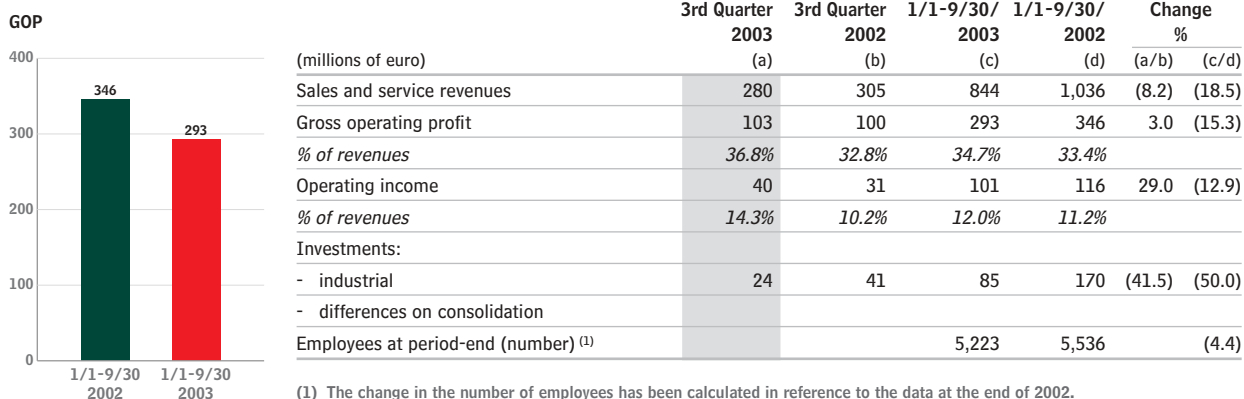 GOP
400
300
200
100
0
346
293
1/1-9/30 1/1-9/30
2002 2003
3rd Quarter 3rd Quarter 1/1-9/30/ 1/1-9/30/ Change
2003 2002 2003 2002 %
(millions of euro) (a) (b) (c) (d) (a/b) (c/d)
Sales and service revenues 280 305 844 1,036 (8.2) (18.5)
Gross operating profit 103 100 293 346 3.0 (15.3)
% of revenues 36.8% 32.8% 34.7% 33.4%
Operating income 40 31 101 116 29.0 (12.9)
% of revenues 14.3% 10.2% 12.0% 11.2%
Investments:
- industrial 24 41 85 170 (41.5) (50.0)
- differences on consolidation
Employees at period-end (number) (1) 5,223 5,536 (4.4)
(1) The change in the number of employees has been calculated in reference to the data at the end of 2002.